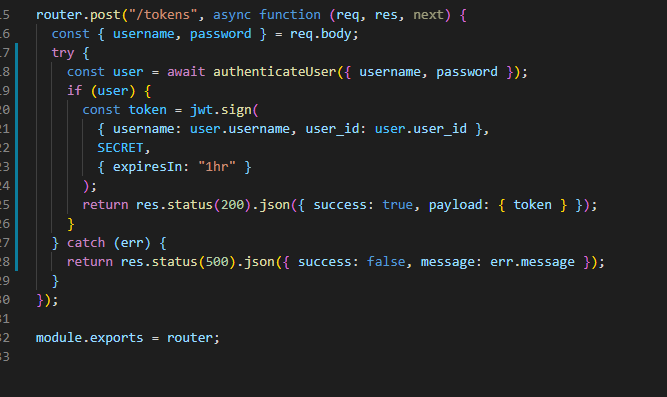 15 router.post("/tokens", async function (req, res, next) {
16   const { username, password } = req.body;
17   try {
18     const user = await authenticateUser({ username, password });
19     if (user) {
20       const token = jwt.sign(
21         { username: user.username, user_id: user.user_id },
22         SECRET,
23         { expiresIn: "1hr" }
24       );
25       return res.status(200).json({ success: true, payload: { token } });
26     }
27   } catch (err) {
28     return res.status(500).json({ success: false, message: err.message });
29   }
30 });
31
32 module.exports = router;
33